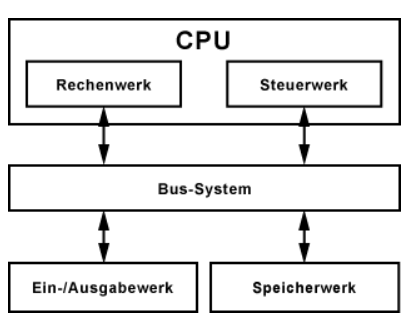 CPU
Rechenwerk
Steuerwerk
Bus-System
Ein-/Ausgabewerk
Speicherwerk